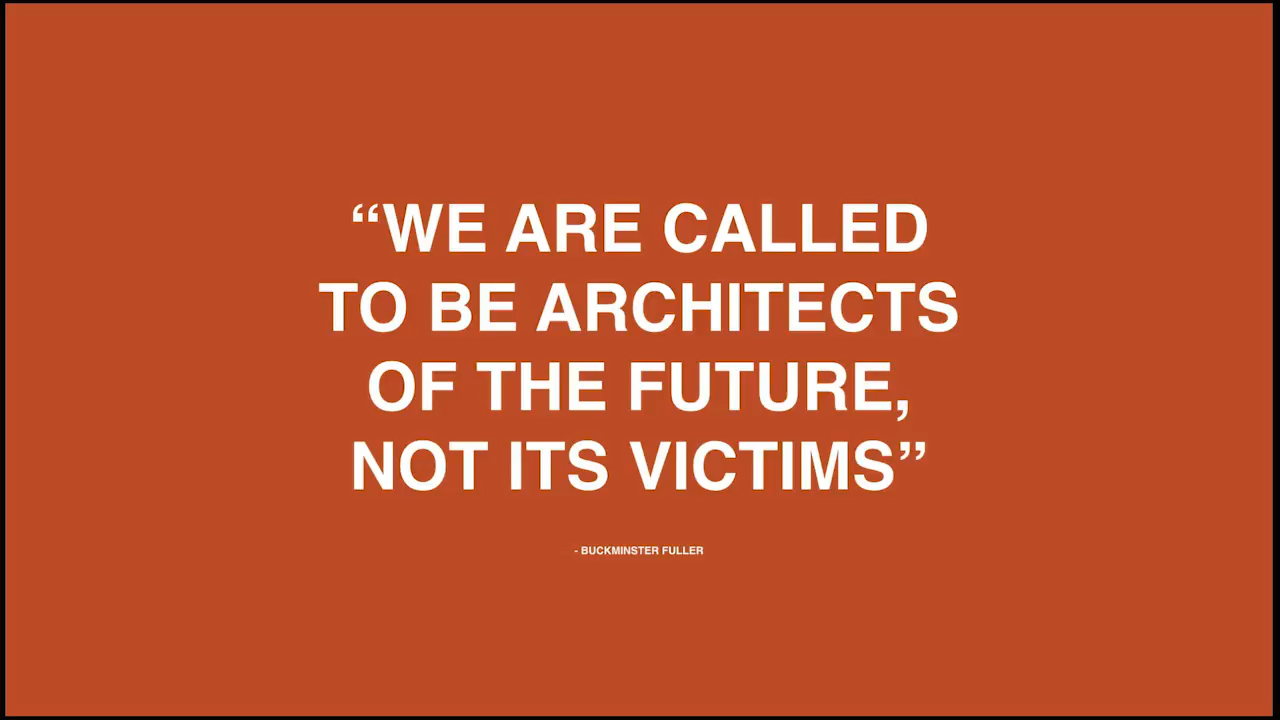 “WE ARE CALLED
TO BE ARCHITECTS
OF THE FUTURE,
NOT ITS VICTIMS”
- BUCKMINSTER FULLER